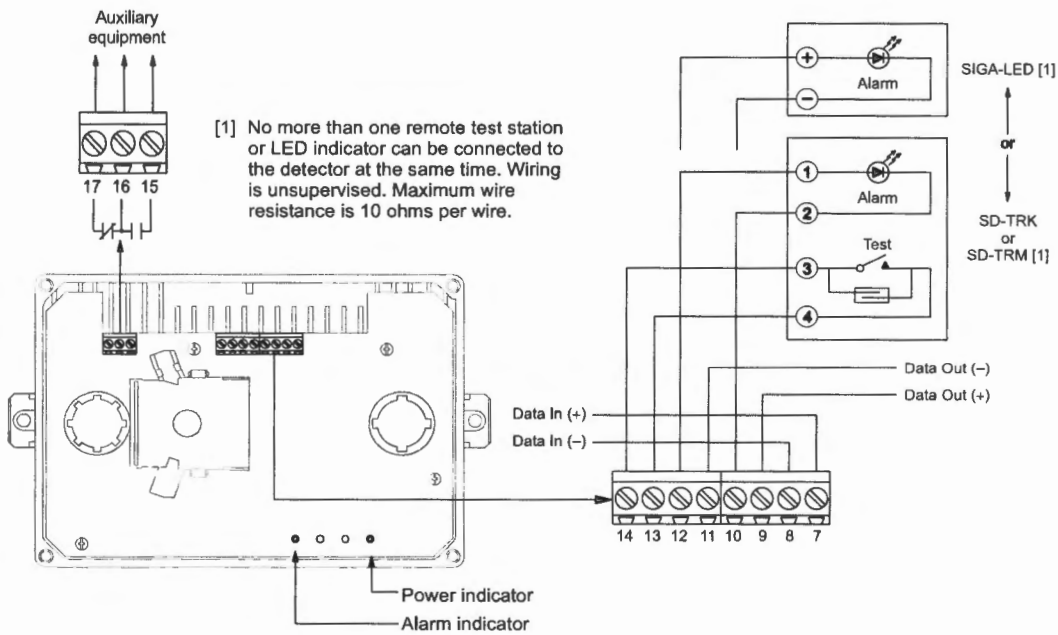 Auxiliary
equipment
17 16 15
[1] No more than one remote test station
or LED indicator can be connected to
the detector at the same time. Wiring
is unsupervised. Maximum wire
resistance is 10 ohms per wire.
+
Alarm
–
SIGA-LED [1]
or
SD-TRK
or
SD-TRM [1]
1
Alarm
2
Test
3
4
Data Out (–)
Data Out (+)
Data In (+)
Data In (–)
14 13 12 11 10 9 8 7
Power indicator
Alarm indicator